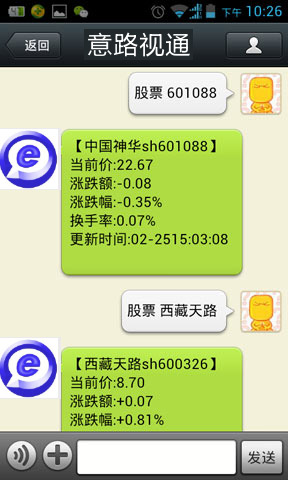 下午 10:26
返回
意路视通
股票 601088
【中国神华sh601088】
当前价:22.67
涨跌额:-0.08
涨跌幅:-0.35%
换手率:0.07%
更新时间:02-2515:03:08
股票 西藏天路
【西藏天路sh600326】
当前价:8.70
涨跌额:+0.07
涨跌幅:+0.81%
发送